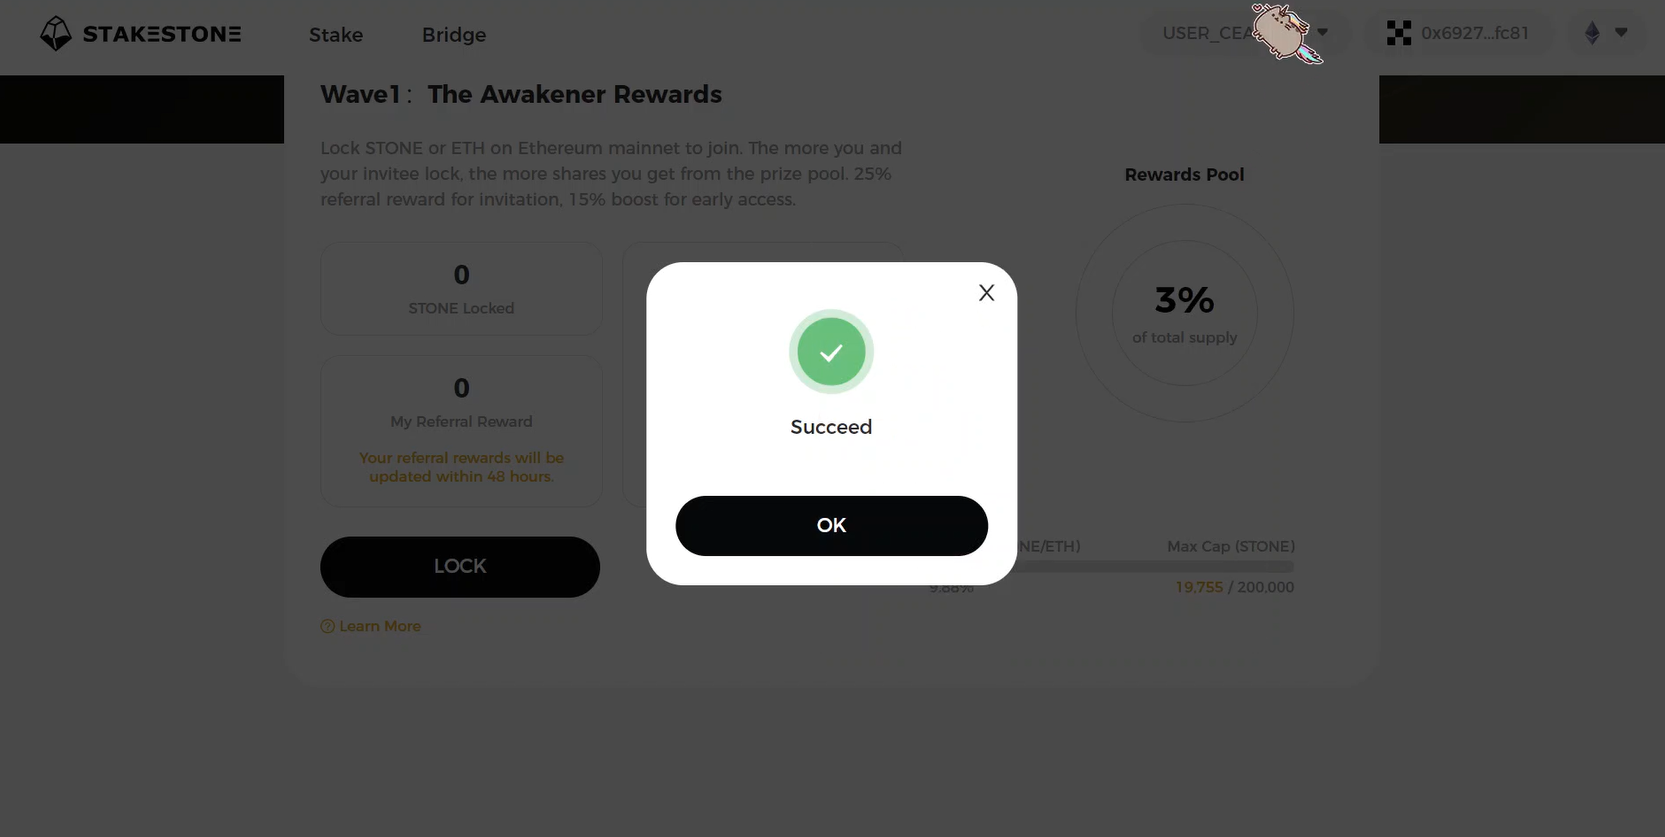 STAKESTONE
Stake
Bridge
0x6927...fc81
Wave1: The Awakener Rewards
Lock STONE or ETH on Ethereum mainnet to join. The more you and
your invitee lock, the more shares you get from the prize pool. 25%
referral reward for invitation, 15% boost for early access.
0
STONE Locked
0
My Referral Reward
Your referral rewards will be
updated within 48 hours.
LOCK
Learn More
X
Succeed
OK
Rewards Pool
3%
of total supply
Max Cap (STONE)
9.88%
19,755 / 200,000